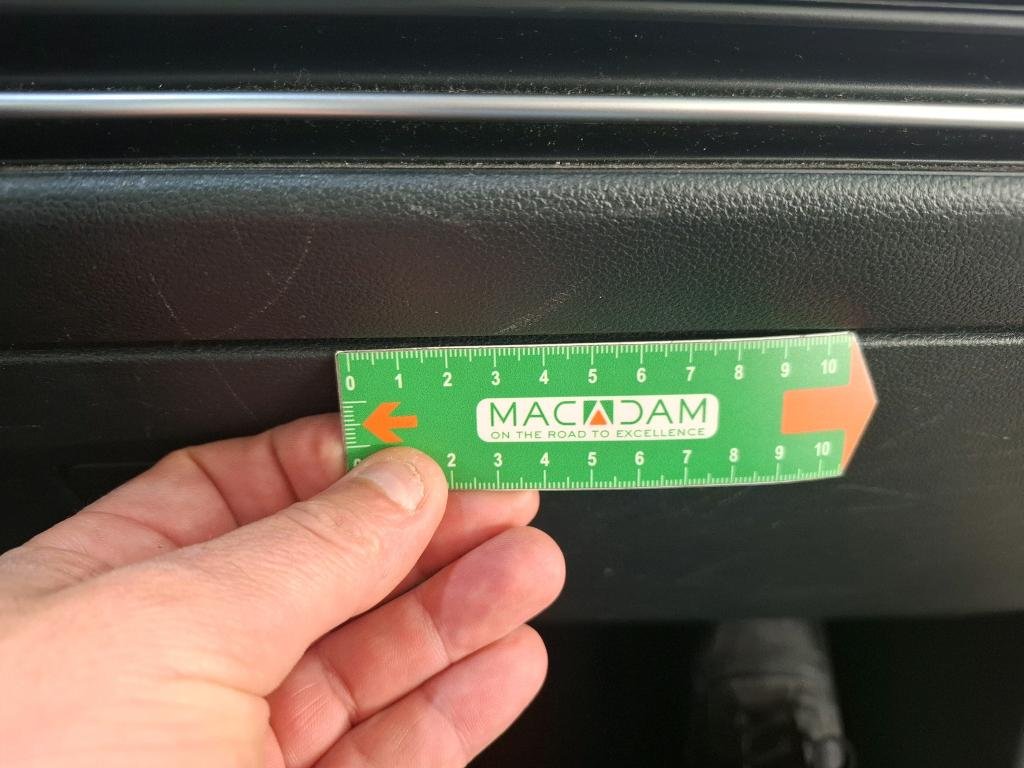 0 1 2 3 4 5 6 7 8 9 10
MACADAM
ON THE ROAD TO EXCELLENCE
2 3 4 5 6 7 8 9 10